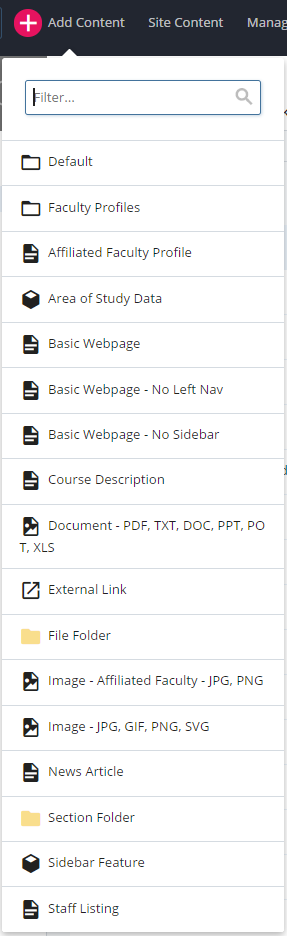 Add Content Site Content Manag
Filter...
Default
Faculty Profiles
Affiliated Faculty Profile
Area of Study Data
Basic Webpage
Basic Webpage - No Left Nav
Basic Webpage - No Sidebar
Course Description
Document - PDF, TXT, DOC, PPT, PO
T, XLS
External Link
File Folder
Image - Affiliated Faculty - JPG, PNG
Image - JPG, GIF, PNG, SVG
News Article
Section Folder
Sidebar Feature
Staff Listing